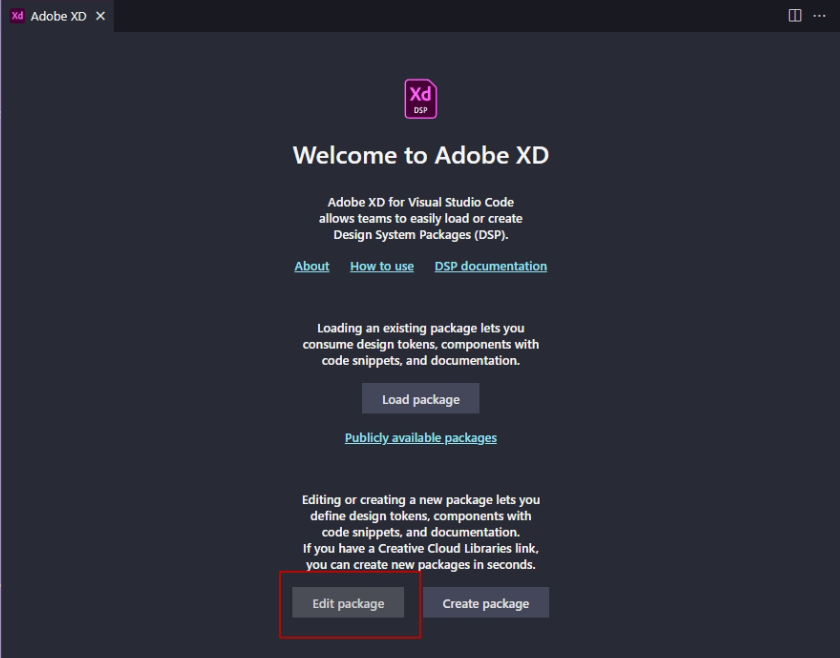 Xd Adobe XD
Xd
DSP
Welcome to Adobe XD
Adobe XD for Visual Studio Code
allows teams to easily load or create
Design System Packages (DSP).
About How to use DSP documentation
Loading an existing package lets you
consume design tokens, components with
code snippets, and documentation.
Load package
Publicly available packages
Editing or creating a new package lets you
define design tokens, components with
code snippets, and documentation.
If you have a Creative Cloud Libraries link,
you can create new packages in seconds.
Edit package Create package